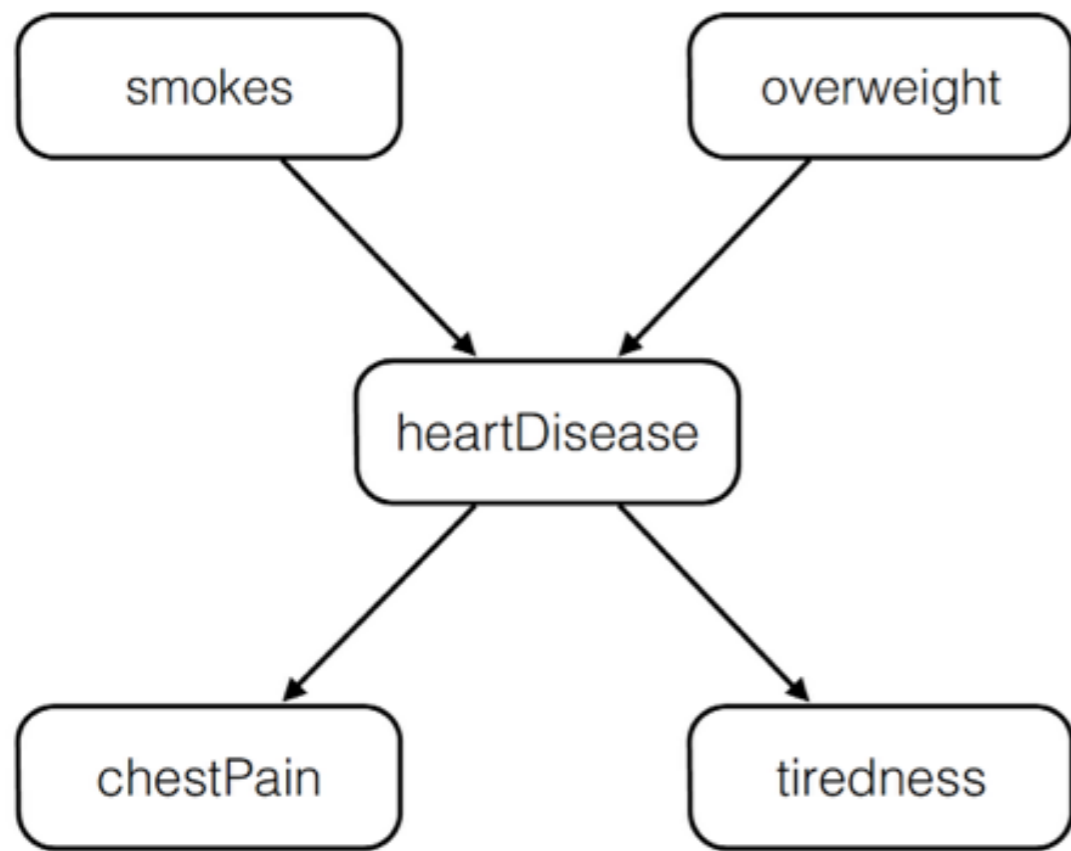 smokes
overweight
heartDisease
chestPain
tiredness